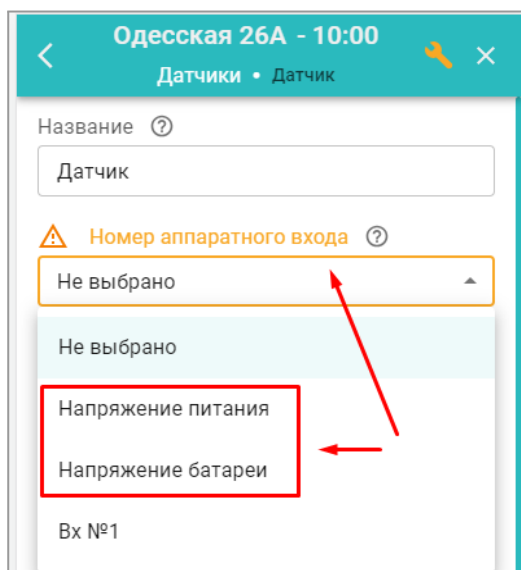 Одесская 26А - 10:00
Датчики • Датчик
Название
Датчик
Номер аппаратного входа
Не выбрано
Не выбрано
Напряжение питания
Напряжение батареи
Вх №1